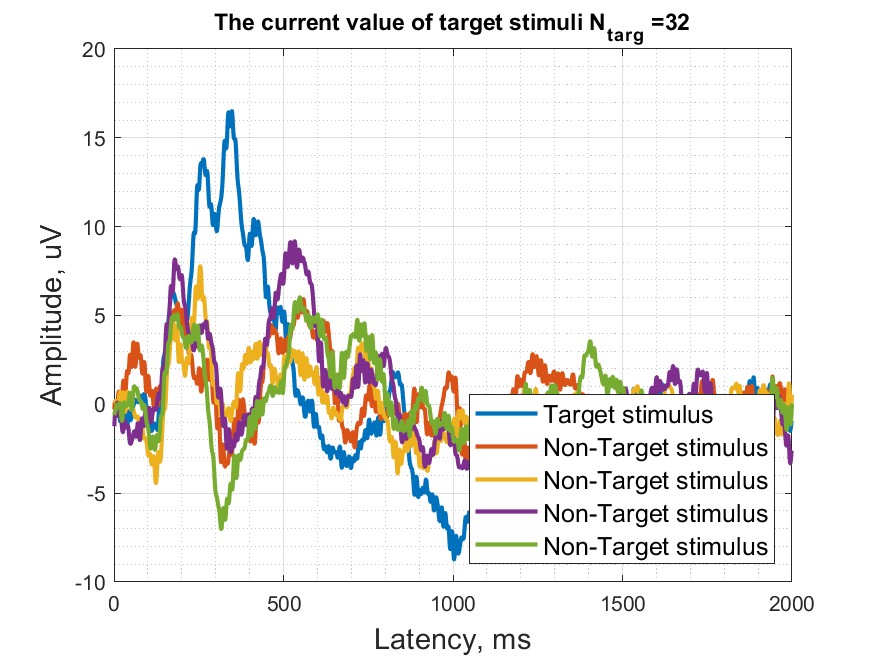 The current value of target stimuli N_targ =32
20
15
10
5
0
-5
-10
Amplitude, uV
Target stimulus
Non-Target stimulus
Non-Target stimulus
Non-Target stimulus
Non-Target stimulus
0 500 1000 1500 2000
Latency, ms